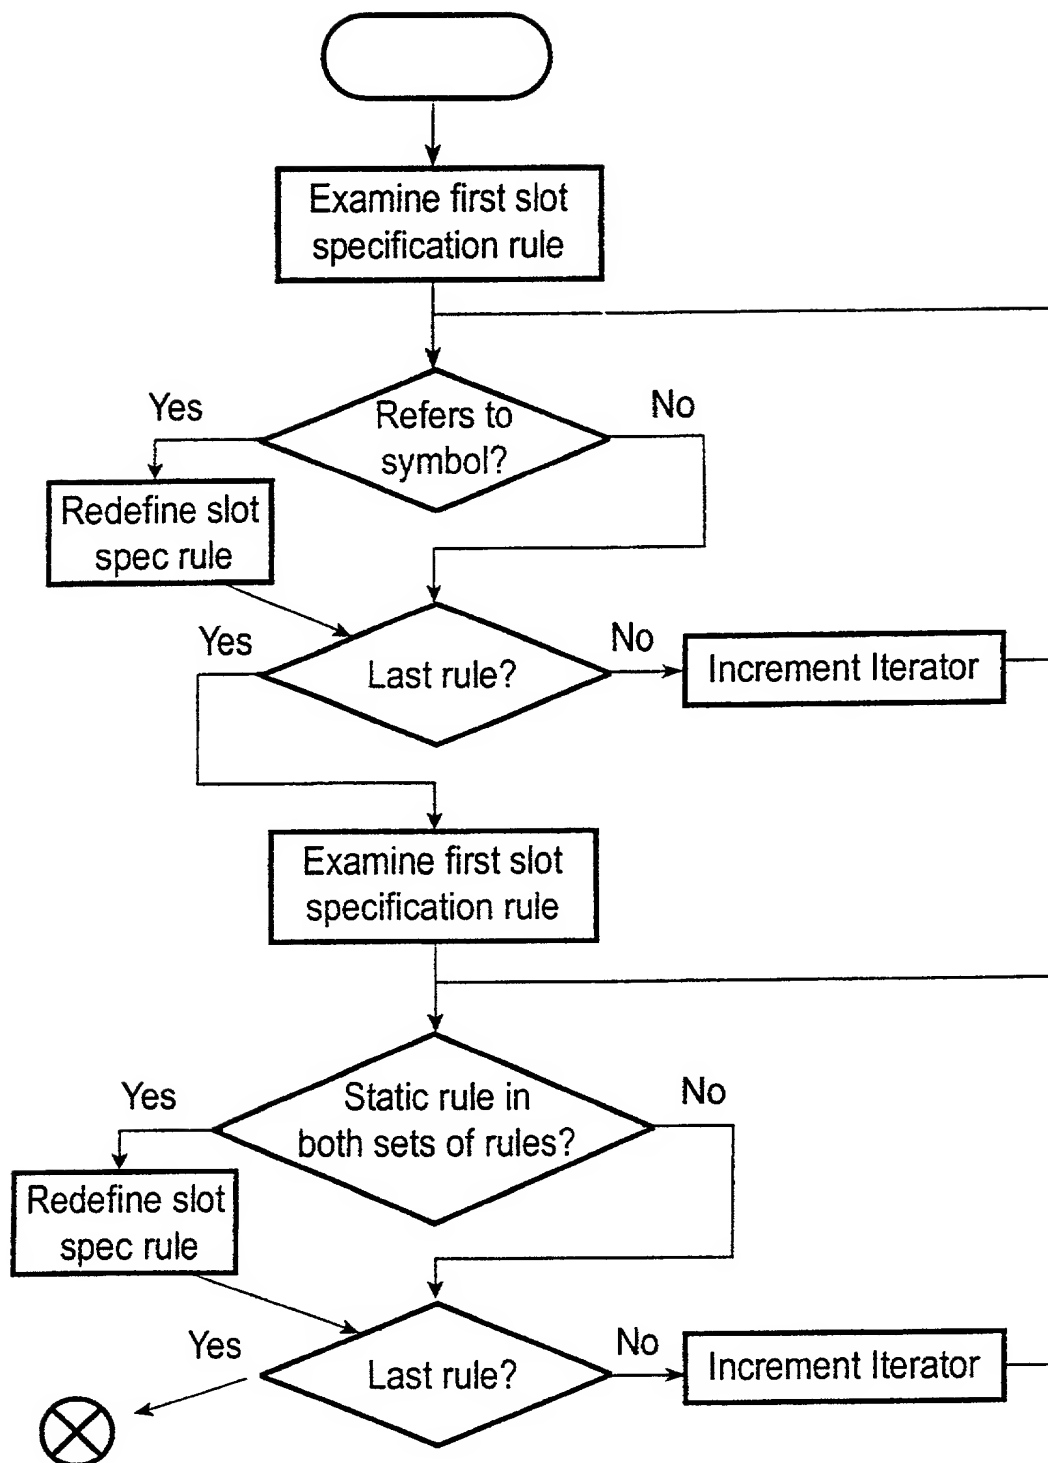 Examine first slot
specification rule
Yes
No
Refers to
symbol?
Redefine slot
spec rule
Yes
No
Last rule?
Increment Iterator
Examine first slot
specification rule
Yes
No
Static rule in
both sets of rules?
Redefine slot
spec rule
Yes
No
Last rule?
Increment Iterator